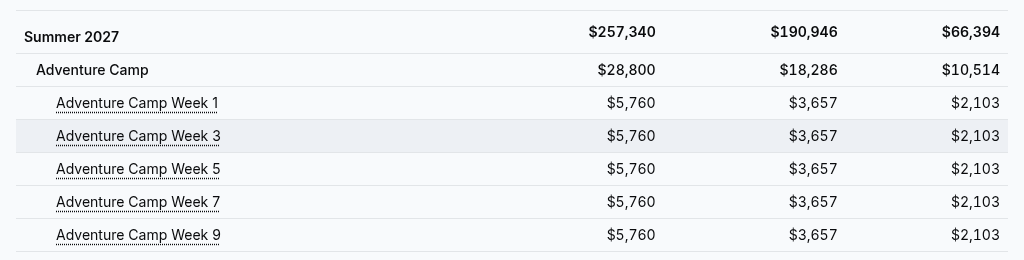 Summer 2027 $257,340 $190,946 $66,394
Adventure Camp $28,800 $18,286 $10,514
Adventure Camp Week 1 $5,760 $3,657 $2,103
Adventure Camp Week 3 $5,760 $3,657 $2,103
Adventure Camp Week 5 $5,760 $3,657 $2,103
Adventure Camp Week 7 $5,760 $3,657 $2,103
Adventure Camp Week 9 $5,760 $3,657 $2,103